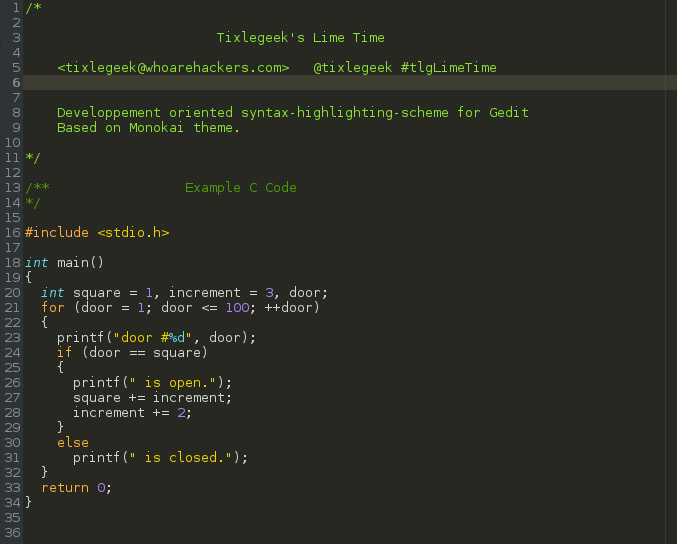 1 /*
2
3 Tixlegeek's Lime Time
4
5 <tixlegeek@whoarehackers.com> @tixlegeek #tlgLimeTime
6
7
8 Developpement oriented syntax-highlighting-scheme for Gedit
9 Based on Monokai theme.
10
11 */
12
13 /** Example C Code
14 */
15
16 #include <stdio.h>
17
18 int main()
19 {
20 int square = 1, increment = 3, door;
21 for (door = 1; door <= 100; ++door)
22 {
23 printf("door #%d", door);
24 if (door == square)
25 {
26 printf(" is open.");
27 square += increment;
28 increment += 2;
29 }
30 else
31 printf(" is closed.");
32 }
33 return 0;
34 }
35
36